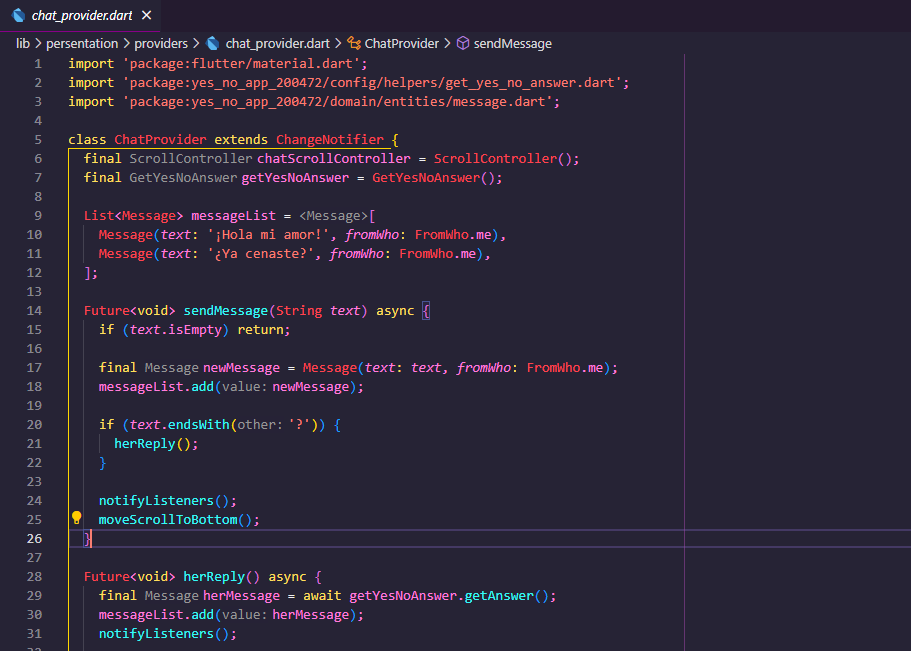 chat_provider.dart
lib > persentation > providers > chat_provider.dart > ChatProvider > sendMessage
1 import 'package:flutter/material.dart';
2 import 'package:yes_no_app_200472/config/helpers/get_yes_no_answer.dart';
3 import 'package:yes_no_app_200472/domain/entities/message.dart';
4
5 class ChatProvider extends ChangeNotifier {
6 final ScrollController chatScrollController = ScrollController();
7 final GetYesNoAnswer getYesNoAnswer = GetYesNoAnswer();
8
9 List<Message> messageList = <Message>[
10 Message(text: '¡Hola mi amor!', fromWho: FromWho.me),
11 Message(text: '¿Ya cenaste?', fromWho: FromWho.me),
12 ];
13
14 Future<void> sendMessage(String text) async {
15 if (text.isEmpty) return;
16
17 final Message newMessage = Message(text: text, fromWho: FromWho.me);
18 messageList.add(value: newMessage);
19
20 if (text.endsWith(other: '?')) {
21 herReply();
22 }
23
24 notifyListeners();
25 moveScrollToBottom();
26 }
27
28 Future<void> herReply() async {
29 final Message herMessage = await getYesNoAnswer.getAnswer();
30 messageList.add(value: herMessage);
31 notifyListeners();